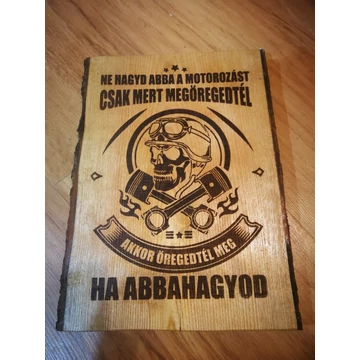 NE HAGYD ABBA A MOTOROZÁST
CSAK MERT MEGÖREGEDTÉL
AKKOR ÖREGEDTÉL MEG
HA ABBAHAGYOD